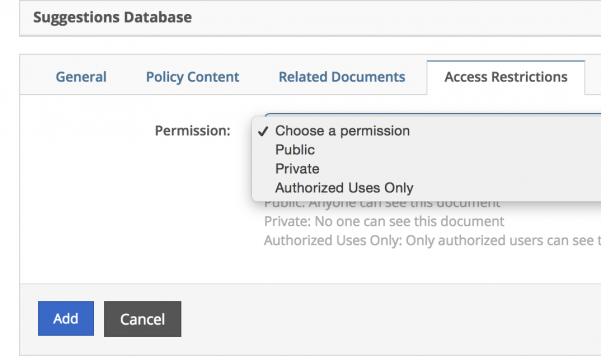 Suggestions Database
General Policy Content Related Documents Access Restrictions
Permission:
✓ Choose a permission
Public
Private
Authorized Uses Only
Public: Anyone can see this document
Private: No one can see this document
Authorized Uses Only: Only authorized users can see t
Add Cancel